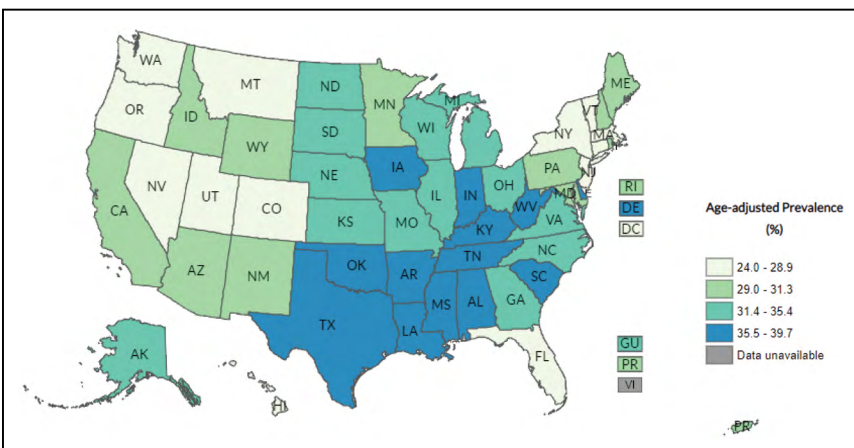 WA
MT
ND
MN
ME
OR
ID
SD
WI
MI
VT
NY
MA
WY
IA
NE
PA
NJ
NV
UT
CO
IL
IN
OH
MD
RI
CA
KS
MO
WV
VA
DE
KY
DC
AZ
NM
OK
AR
TN
NC
SC
TX
LA
MS
AL
GA
FL
AK
HI
GU
PR
VI
Age-adjusted Prevalence
(%)
24.0 - 28.9
29.0 - 31.3
31.4 - 35.4
35.5 - 39.7
Data unavailable
PR